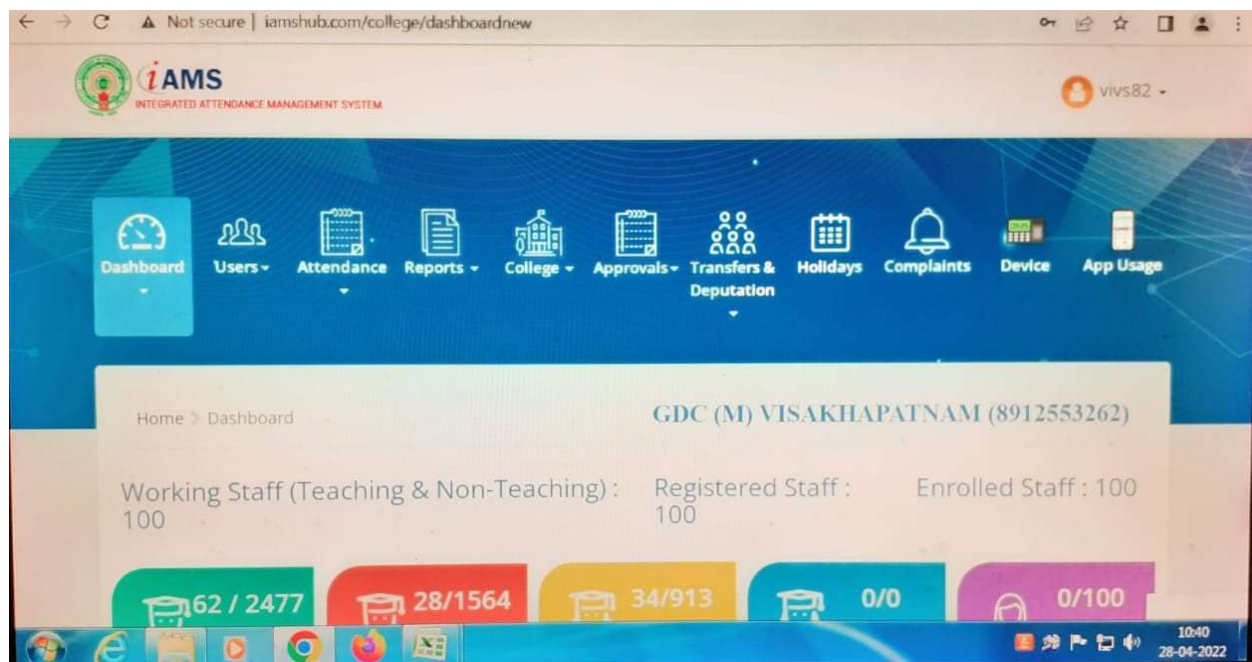 Not secure | iamshub.com/college/dashboardnew
iAMS
INTEGRATED ATTENDANCE MANAGEMENT SYSTEM
vivs82
Dashboard
Users
Attendance
Reports
College
Approvals
Transfers &
Deputation
Holidays
Complaints
Device
App Usage
Home > Dashboard
GDC (M) VISAKHAPATNAM (8912553262)
Working Staff (Teaching & Non-Teaching) :
100
Registered Staff :
100
Enrolled Staff : 100
62 / 2477
28/1564
34/913
0/0
0/100
10:40
28-04-2022